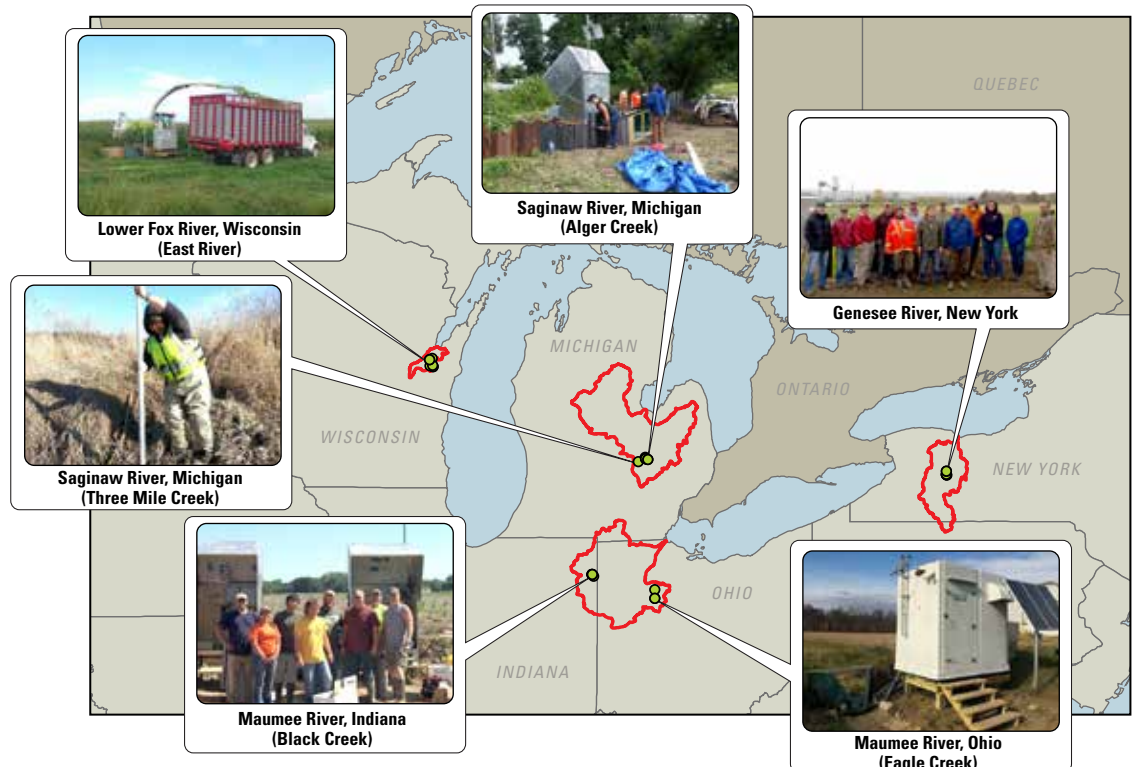 QUEBEC
Saginaw River, Michigan
(Alger Creek)
Lower Fox River, Wisconsin
(East River)
Genesee River, New York
MICHIGAN
ONTARIO
WISCONSIN
NEW YORK
Saginaw River, Michigan
(Three Mile Creek)
OHIO
INDIANA
Maumee River, Indiana
(Black Creek)
Maumee River, Ohio
(Eagle Creek)